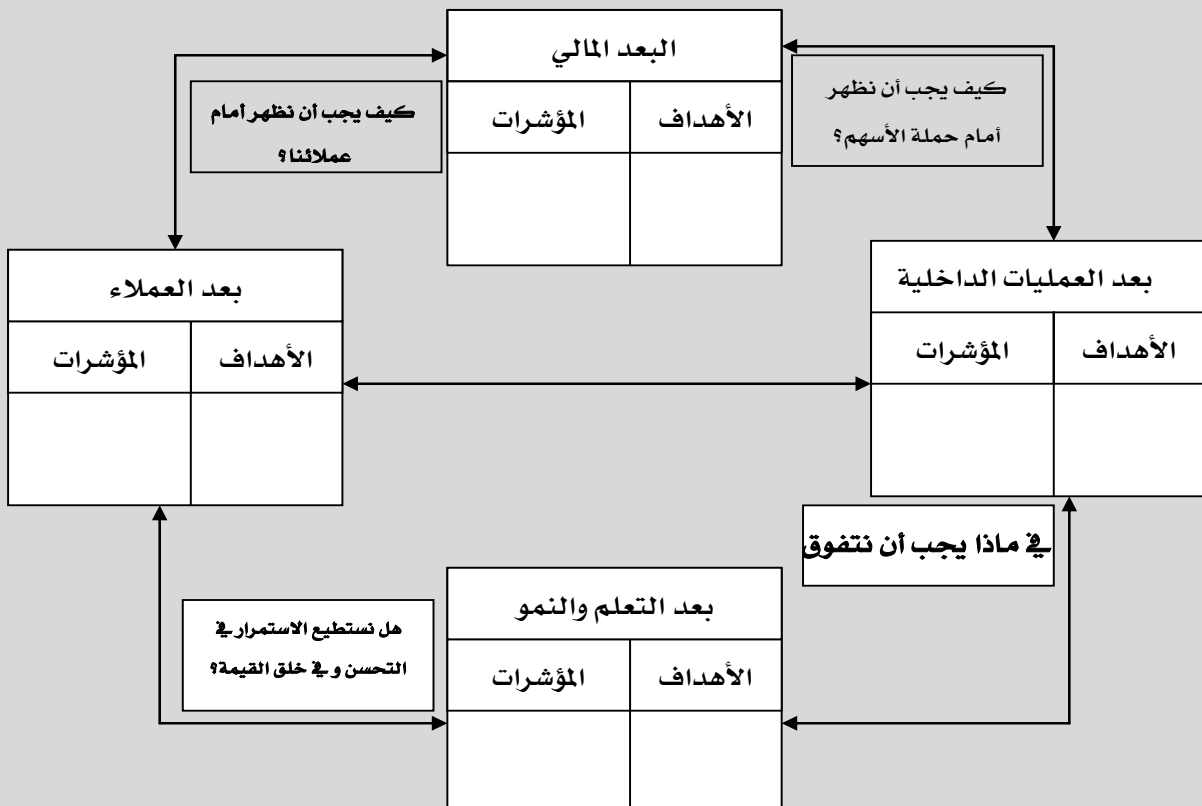 البعد المالي
الأهداف المؤشرات
كيف يجب أن نظهر
أمام حملة الأسهم؟
كيف يجب أن نظهر أمام
عملائنا؟
بعد العمليات الداخلية
الأهداف المؤشرات
بعد العملاء
الأهداف المؤشرات
في ماذا يجب أن نتفوق
بعد التعلم والنمو
الأهداف المؤشرات
هل نستطيع الاستمرار في
التحسن و في خلق القيمة؟